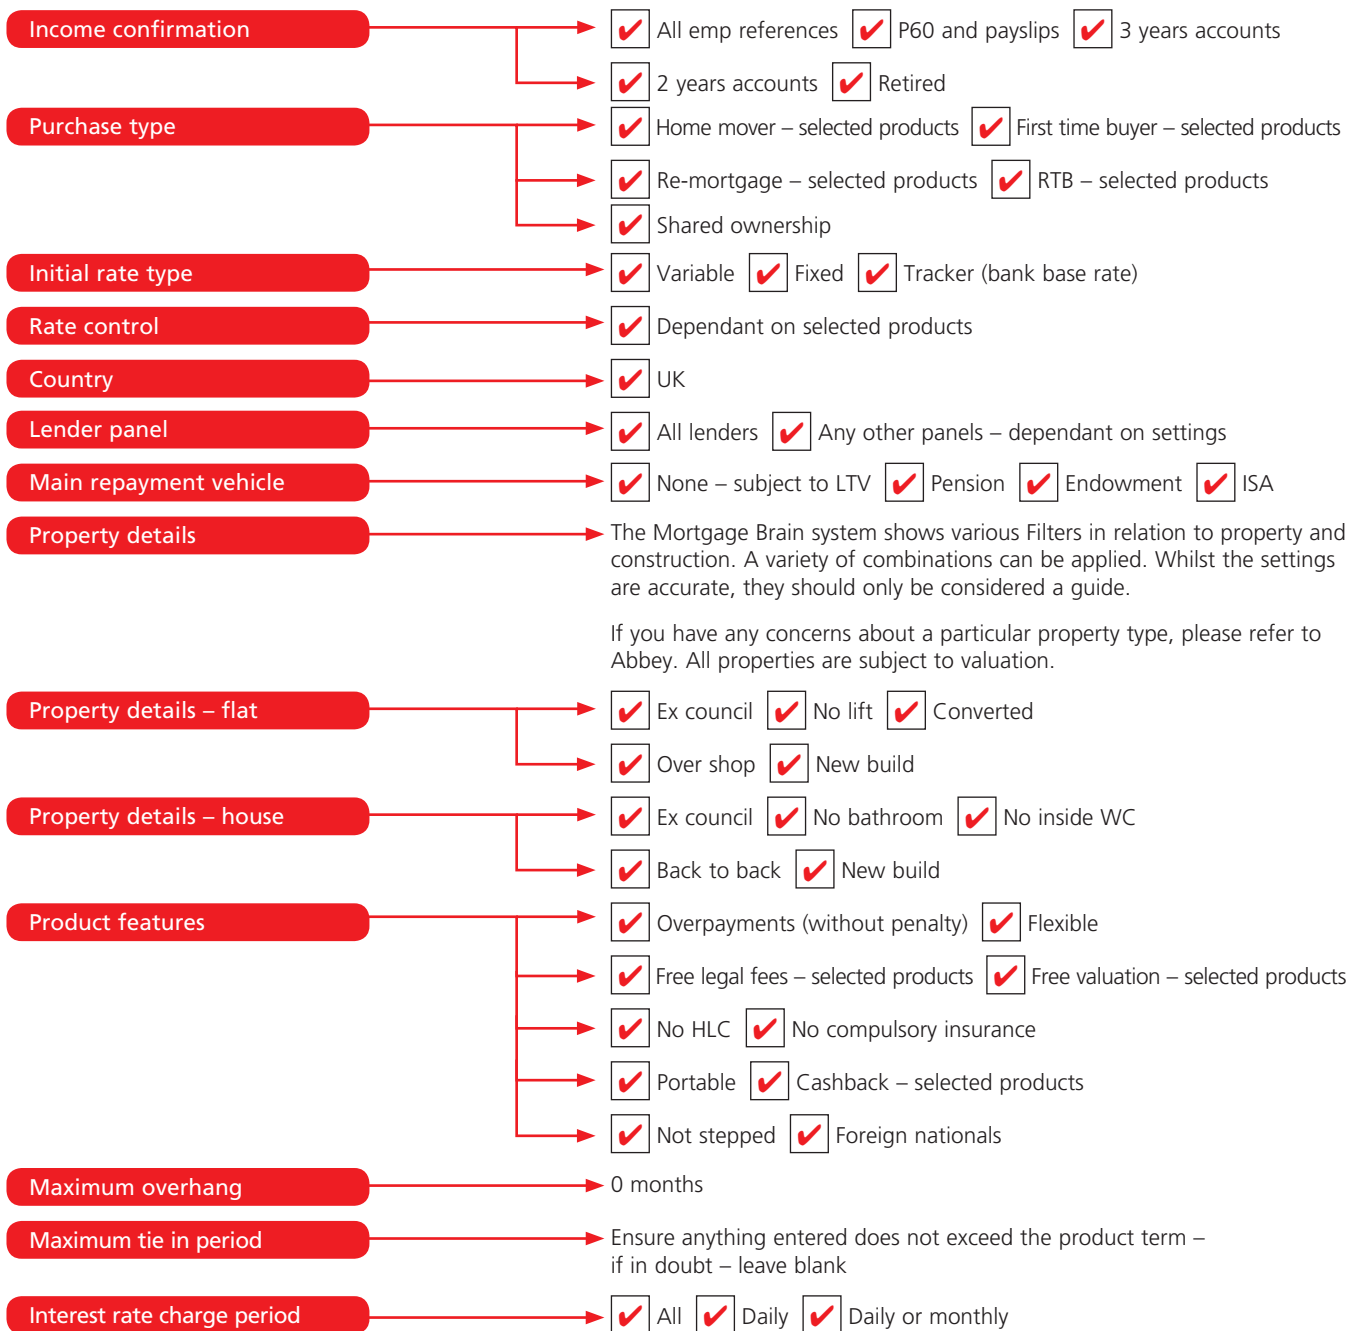 Income confirmation
✔ All emp references ✔ P60 and payslips ✔ 3 years accounts
✔ 2 years accounts ✔ Retired
Purchase type
✔ Home mover – selected products ✔ First time buyer – selected products
✔ Re-mortgage – selected products ✔ RTB – selected products
✔ Shared ownership
Initial rate type
✔ Variable ✔ Fixed ✔ Tracker (bank base rate)
Rate control
✔ Dependant on selected products
Country
✔ UK
Lender panel
✔ All lenders ✔ Any other panels – dependant on settings
Main repayment vehicle
✔ None – subject to LTV ✔ Pension ✔ Endowment ✔ ISA
Property details
The Mortgage Brain system shows various Filters in relation to property and
construction. A variety of combinations can be applied. Whilst the settings
are accurate, they should only be considered a guide.
If you have any concerns about a particular property type, please refer to
Abbey. All properties are subject to valuation.
Property details – flat
✔ Ex council ✔ No lift ✔ Converted
✔ Over shop ✔ New build
Property details – house
✔ Ex council ✔ No bathroom ✔ No inside WC
✔ Back to back ✔ New build
Product features
✔ Overpayments (without penalty) ✔ Flexible
✔ Free legal fees – selected products ✔ Free valuation – selected products
✔ No HLC ✔ No compulsory insurance
✔ Portable ✔ Cashback – selected products
✔ Not stepped ✔ Foreign nationals
Maximum overhang
0 months
Maximum tie in period
Ensure anything entered does not exceed the product term –
if in doubt – leave blank
Interest rate charge period
✔ All ✔ Daily ✔ Daily or monthly